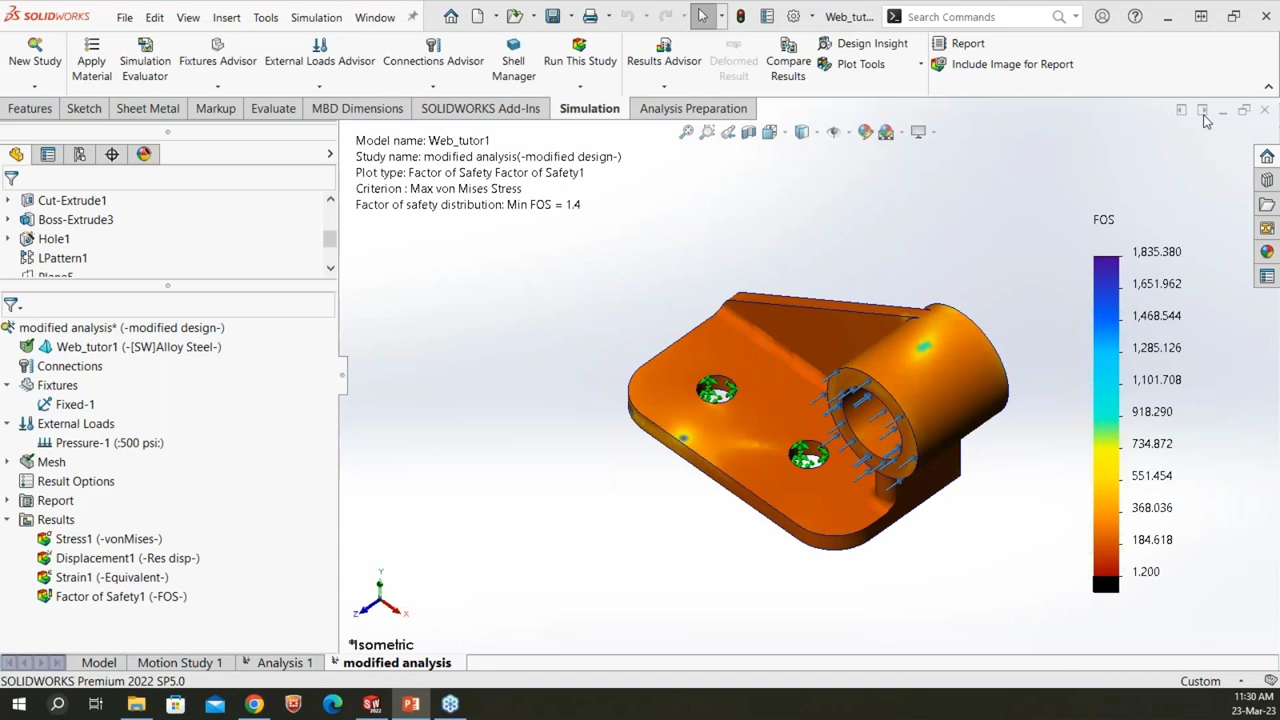 SOLIDWORKS
File Edit View Insert Tools Simulation Window
Web_tut...
Search Commands
New Study
Apply Material
Simulation Evaluator
Fixtures Advisor
External Loads Advisor
Connections Advisor
Shell Manager
Run This Study
Results Advisor
Deformed Result
Compare Results
Design Insight
Plot Tools
Report
Include Image for Report
Features Sketch Sheet Metal Markup Evaluate MBD Dimensions SOLIDWORKS Add-Ins Simulation Analysis Preparation
Cut-Extrude1
Boss-Extrude3
Hole1
LPattern1
Plane5
modified analysis* (-modified design-)
Web_tutor1 (-[SW]Alloy Steel-)
Connections
Fixtures
Fixed-1
External Loads
Pressure-1 (:500 psi:)
Mesh
Result Options
Report
Results
Stress1 (-vonMises-)
Displacement1 (-Res disp-)
Strain1 (-Equivalent-)
Factor of Safety1 (-FOS-)
Model name: Web_tutor1
Study name: modified analysis(-modified design-)
Plot type: Factor of Safety Factor of Safety1
Criterion : Max von Mises Stress
Factor of safety distribution: Min FOS = 1.4
FOS
1,835.380
1,651.962
1,468.544
1,285.126
1,101.708
918.290
734.872
551.454
368.036
184.618
1.200
Y
Z X
*Isometric
Model Motion Study 1 Analysis 1 modified analysis
SOLIDWORKS Premium 2022 SP5.0
Custom
11:30 AM
23-Mar-23